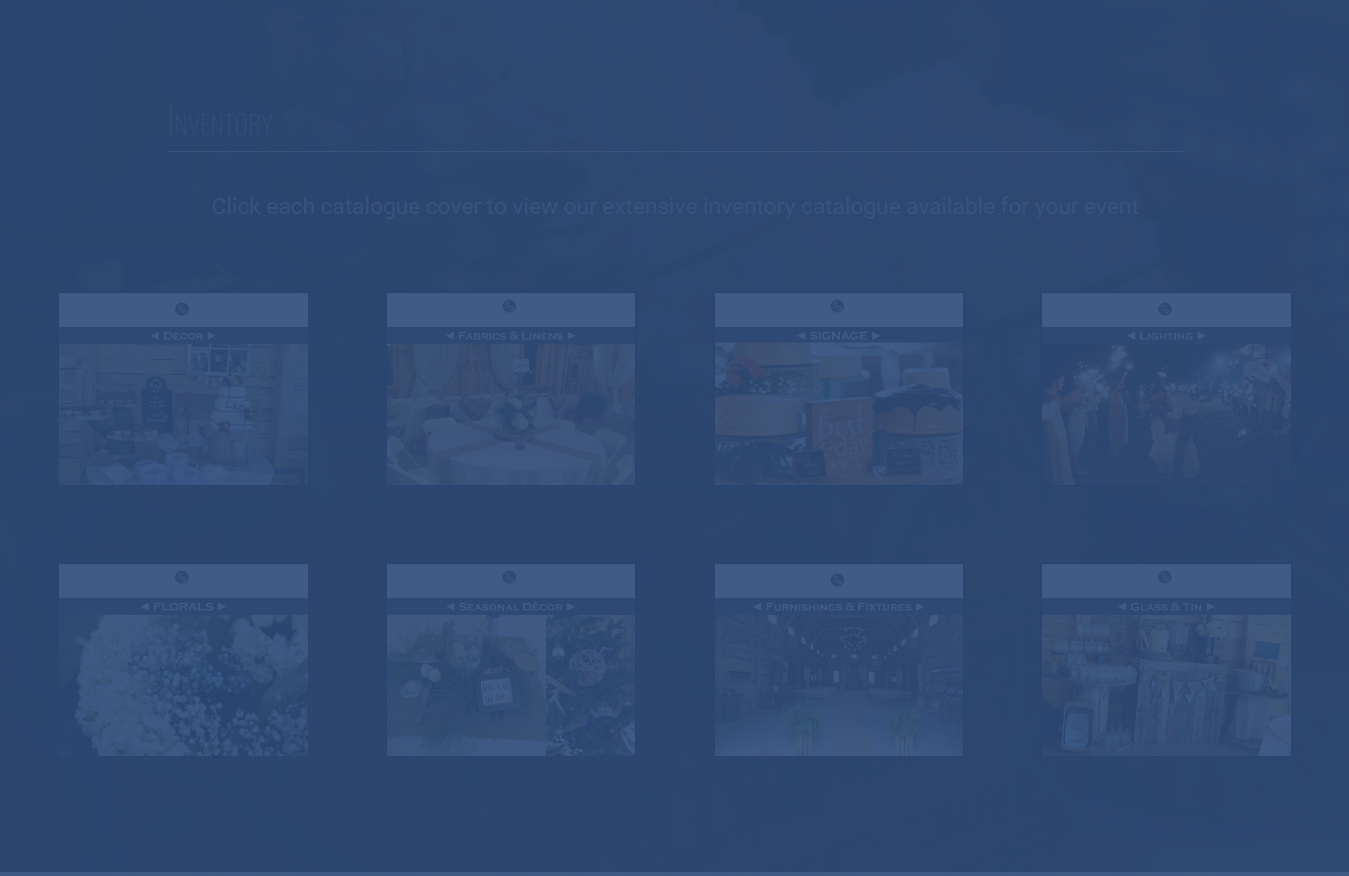 INVENTORY
Click each catalogue cover to view our extensive inventory catalogue available for your event
◄ DECOR ►
◄ FABRICS & LINENS ►
◄ SIGNAGE ►
◄ LIGHTING ►
◄ FLORALS ►
◄ SEASONAL DÉCOR ►
◄ FURNISHINGS & FIXTURES ►
◄ GLASS & TIN ►